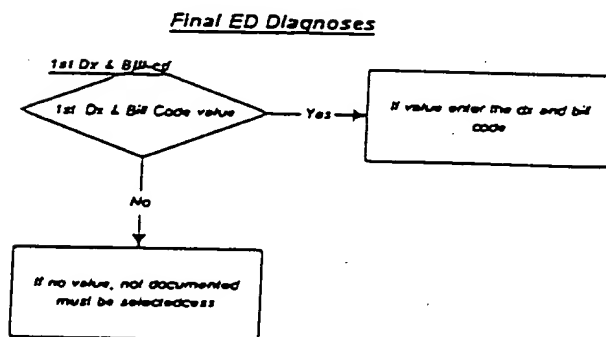 Final ED Diagnoses
1st Dx & Bill cd
1st Dx & Bill Code value
Yes
If value enter the dx and bill
code
No
If no value, not documented
must be selectedcess